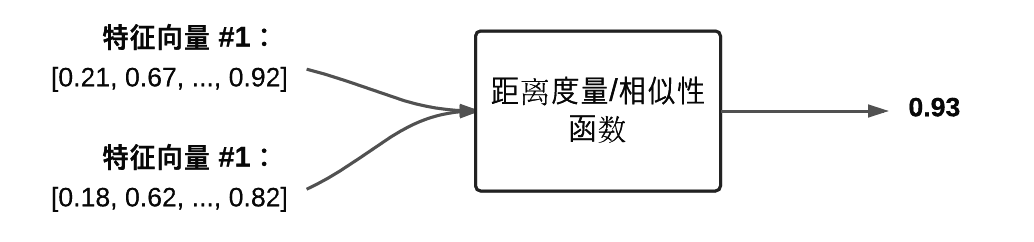 特征向量 #1：
[0.21, 0.67, ..., 0.92]
特征向量 #1：
[0.18, 0.62, ..., 0.82]
距离度量/相似性
函数
0.93